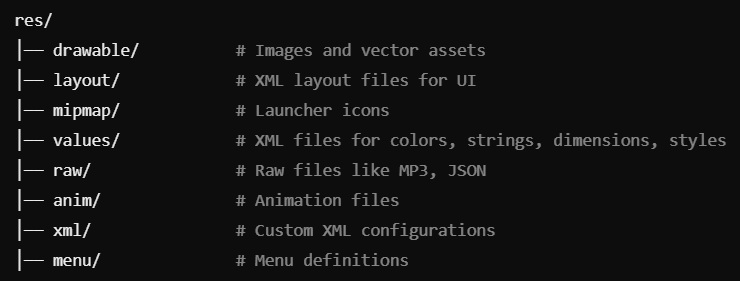 res/
│── drawable/          # Images and vector assets
│── layout/            # XML layout files for UI
│── mipmap/            # Launcher icons
│── values/            # XML files for colors, strings, dimensions, styles
│── raw/               # Raw files like MP3, JSON
│── anim/              # Animation files
│── xml/               # Custom XML configurations
│── menu/              # Menu definitions